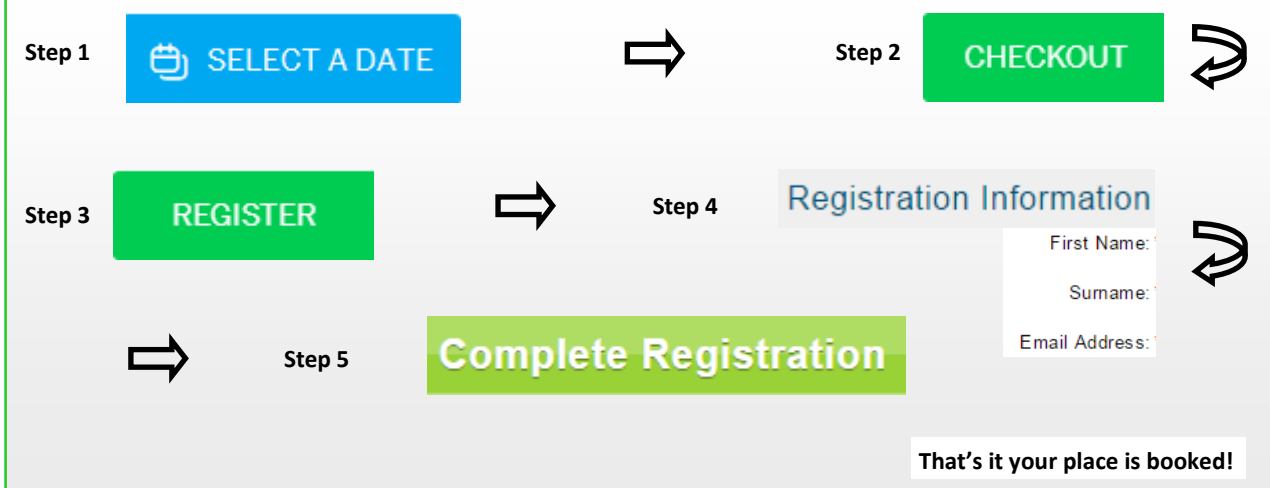 Step 1 SELECT A DATE Step 2 CHECKOUT
Step 3 REGISTER Step 4 Registration Information
First Name:
Surname:
Email Address:
Step 5 Complete Registration
That's it your place is booked!